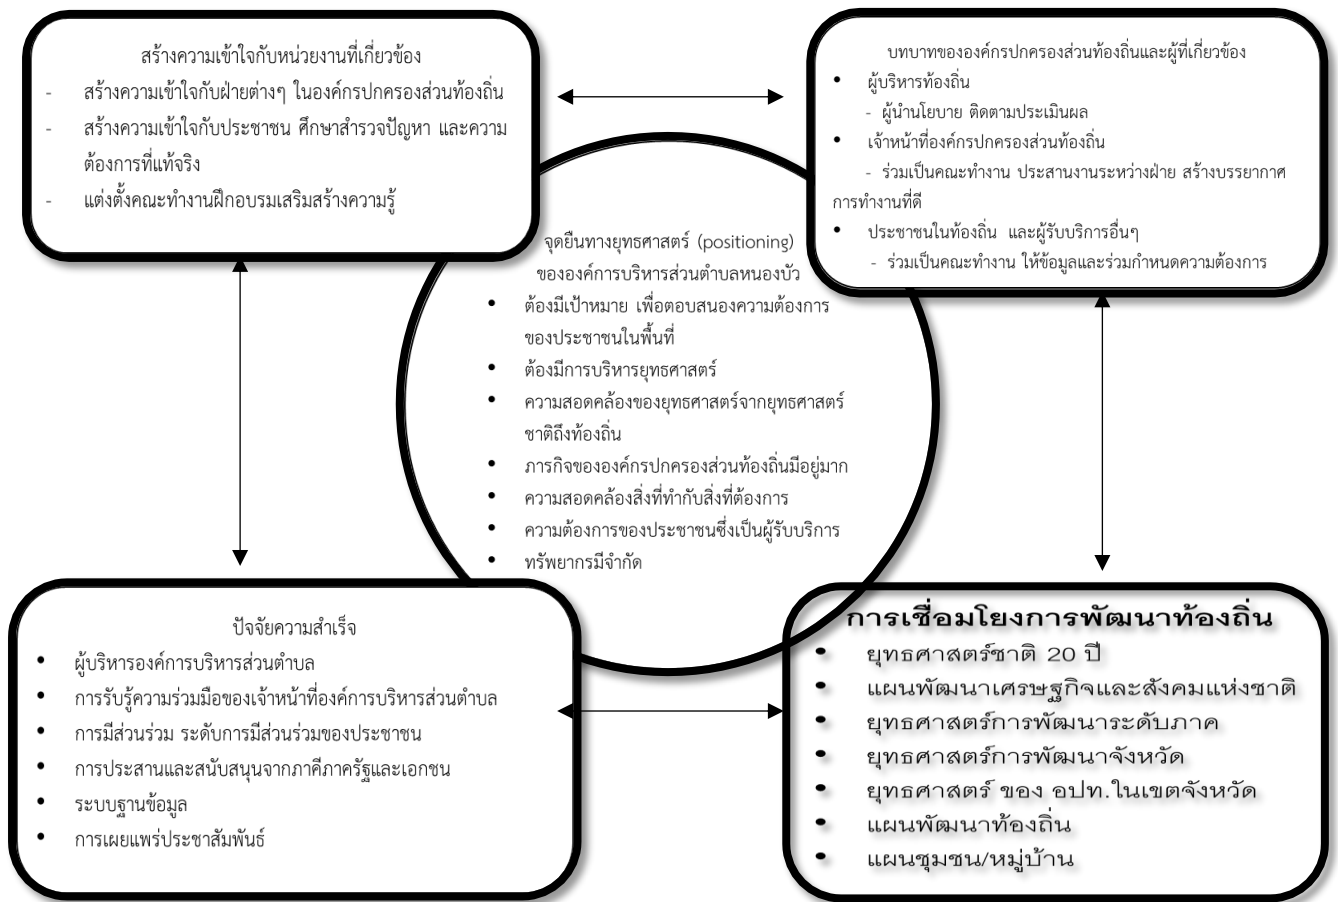 สร้างความเข้าใจกับหน่วยงานที่เกี่ยวข้อง
- สร้างความเข้าใจกับฝ่ายต่างๆ ในองค์กรปกครองส่วนท้องถิ่น
- สร้างความเข้าใจกับประชาชน ศึกษาสำรวจปัญหา และความ
ต้องการที่แท้จริง
- แต่งตั้งคณะทำงานฝึกอบรมเสริมสร้างความรู้
บทบาทขององค์กรปกครองส่วนท้องถิ่นและผู้ที่เกี่ยวข้อง
• ผู้บริหารท้องถิ่น
- ผู้นำนโยบาย ติดตามประเมินผล
• เจ้าหน้าที่องค์กรปกครองส่วนท้องถิ่น
- ร่วมเป็นคณะทำงาน ประสานงานระหว่างฝ่าย สร้างบรรยากาศ
การทำงานที่ดี
• ประชาชนในท้องถิ่น และผู้รับบริการอื่นๆ
- ร่วมเป็นคณะทำงาน ให้ข้อมูลและร่วมกำหนดความต้องการ
จุดยืนทางยุทธศาสตร์ (positioning)
ขององค์การบริหารส่วนตำบลหนองบัว
• ต้องมีเป้าหมาย เพื่อตอบสนองความต้องการ
ของประชาชนในพื้นที่
• ต้องมีการบริหารยุทธศาสตร์
• ความสอดคล้องของยุทธศาสตร์จากยุทธศาสตร์
ชาติถึงท้องถิ่น
• ภารกิจขององค์กรปกครองส่วนท้องถิ่นมีอยู่มาก
• ความสอดคล้องสิ่งที่ทำกับสิ่งที่ต้องการ
• ความต้องการของประชาชนซึ่งเป็นผู้รับบริการ
• ทรัพยากรมีจำกัด
ปัจจัยความสำเร็จ
• ผู้บริหารองค์การบริหารส่วนตำบล
• การรับรู้ความร่วมมือของเจ้าหน้าที่องค์การบริหารส่วนตำบล
• การมีส่วนร่วม ระดับการมีส่วนร่วมของประชาชน
• การประสานและสนับสนุนจากภาคีภาครัฐและเอกชน
• ระบบฐานข้อมูล
• การเผยแพร่ประชาสัมพันธ์
การเชื่อมโยงการพัฒนาท้องถิ่น
• ยุทธศาสตร์ชาติ 20 ปี
• แผนพัฒนาเศรษฐกิจและสังคมแห่งชาติ
• ยุทธศาสตร์การพัฒนาระดับภาค
• ยุทธศาสตร์การพัฒนาจังหวัด
• ยุทธศาสตร์ ของ อปท.ในเขตจังหวัด
• แผนพัฒนาท้องถิ่น
• แผนชุมชน/หมู่บ้าน